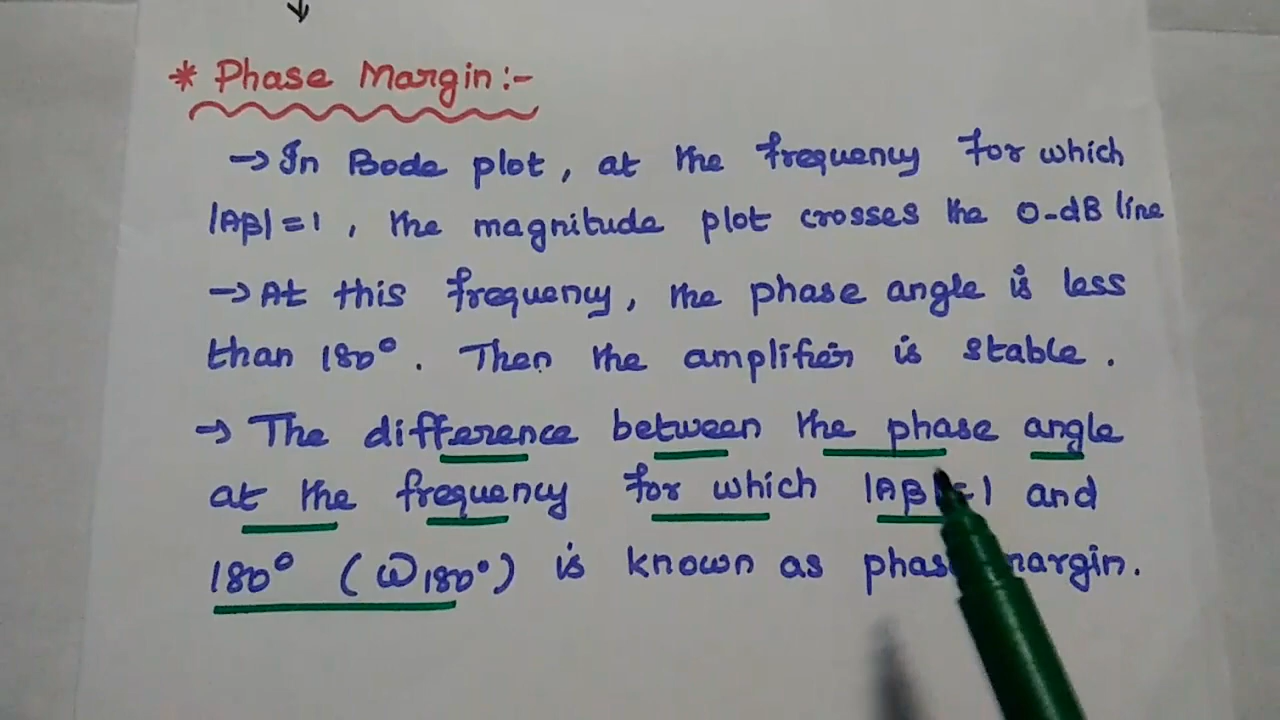 * Phase Margin:-
→ In Bode plot, at the frequency for which
|Aβ| = 1, the magnitude plot crosses the 0-dB line
→ At this frequency, the phase angle is less
than 180°. Then the amplifier is stable.
→ The difference between the phase angle
at the frequency for which |Aβ|=1 and
180° (ω180°) is known as phase margin.